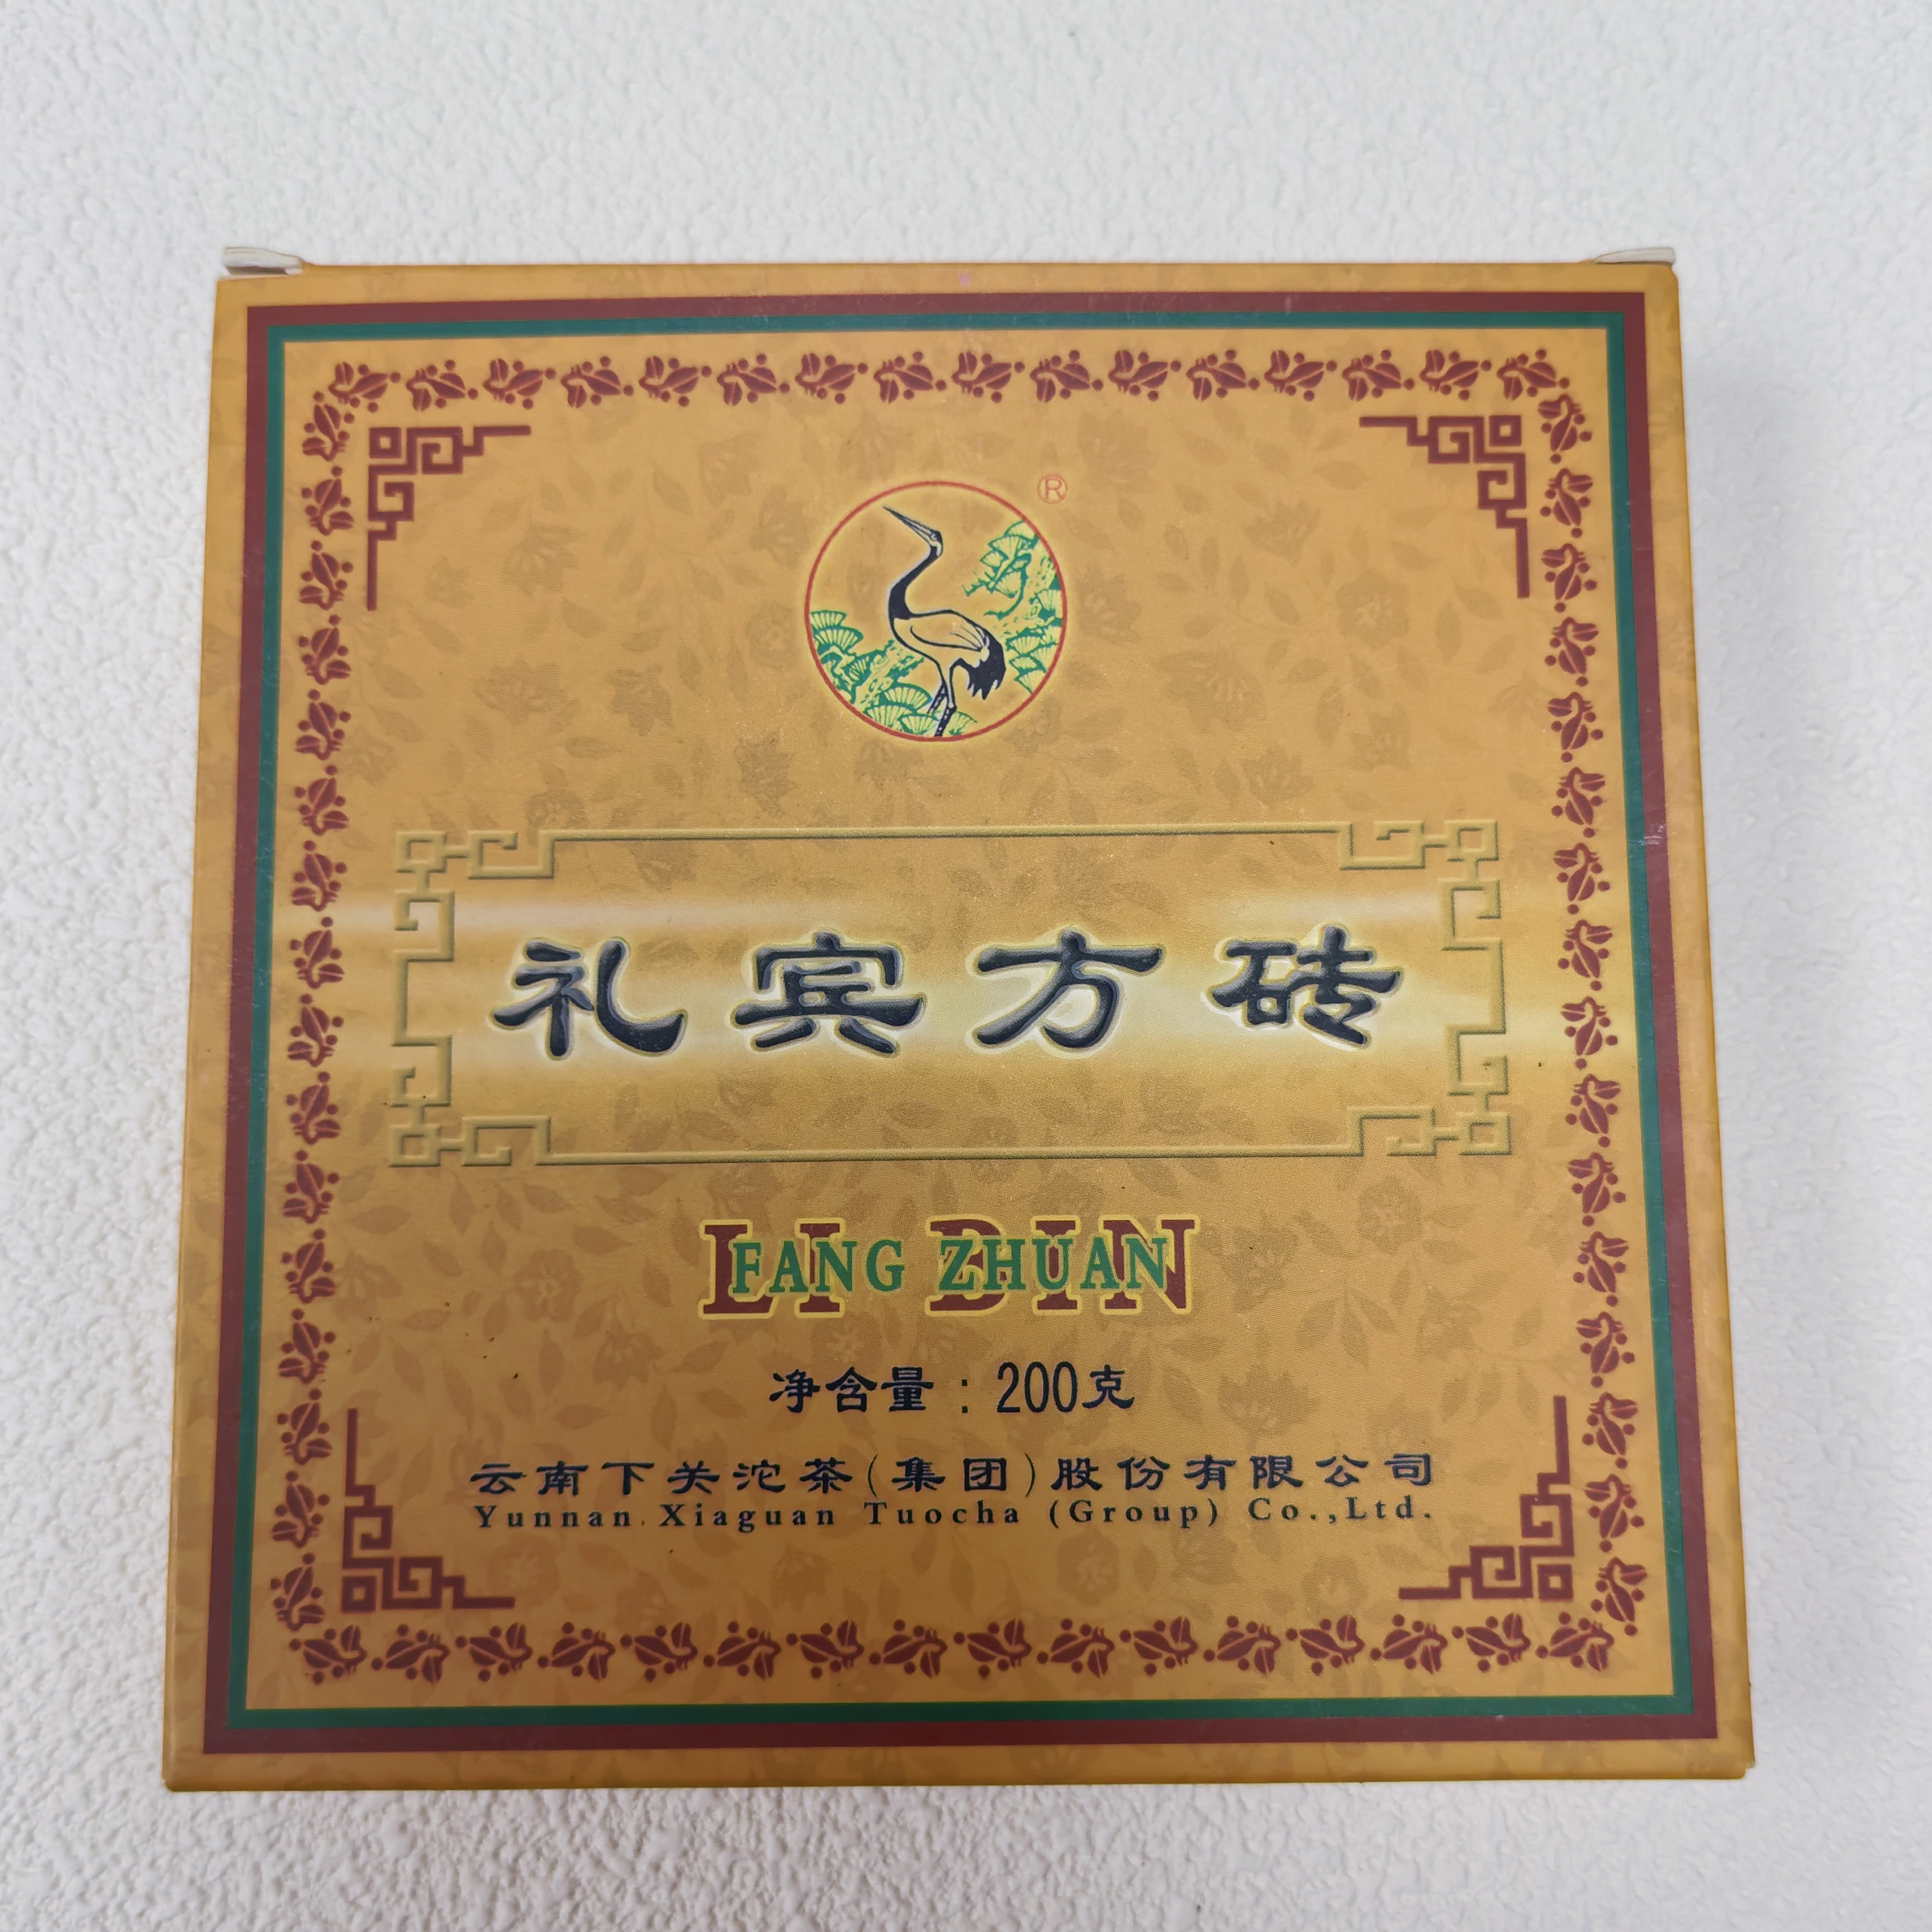 ®
礼宾方砖
LI BIN
FANG ZHUAN
净含量：200克
云南下关沱茶(集团)股份有限公司
Yunnan Xiaguan Tuocha (Group) Co.,Ltd.